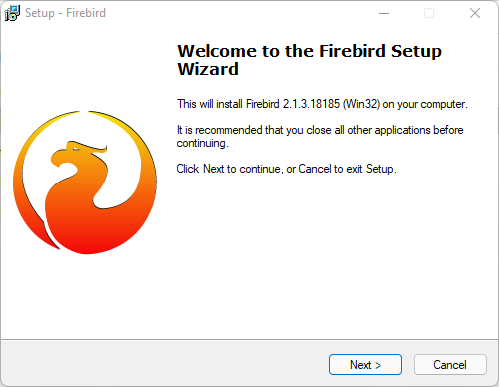 Setup - Firebird
Welcome to the Firebird Setup
Wizard
This will install Firebird 2.1.3.18185 (Win32) on your computer.
It is recommended that you close all other applications before
continuing.
Click Next to continue, or Cancel to exit Setup.
Next >
Cancel